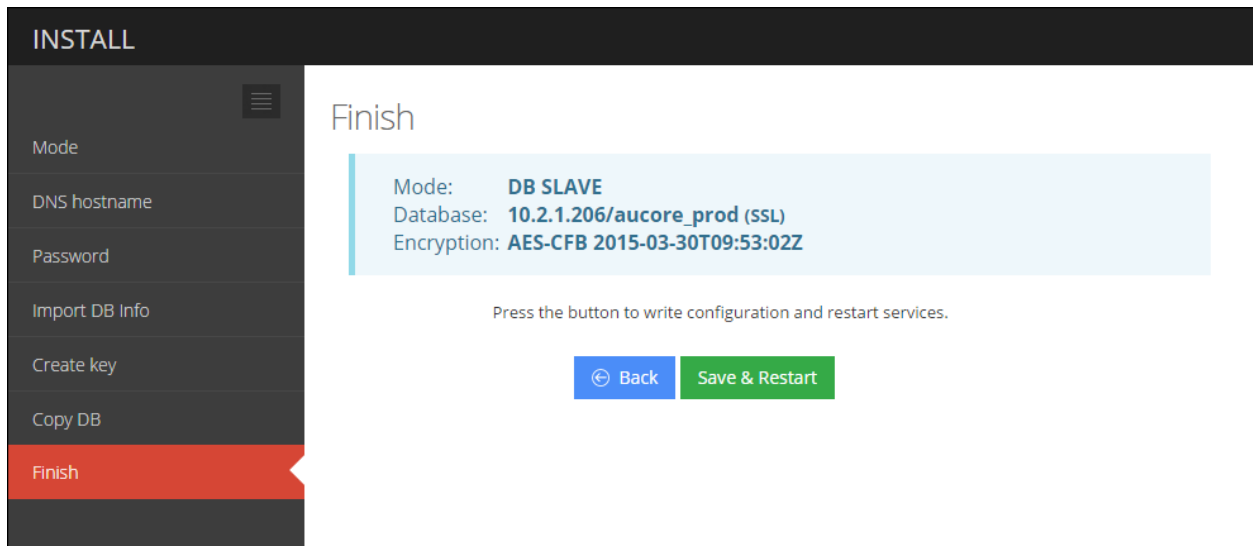 INSTALL
Mode
DNS hostname
Password
Import DB Info
Create key
Copy DB
Finish
Finish
Mode: DB SLAVE
Database: 10.2.1.206/aucore_prod (SSL)
Encryption: AES-CFB 2015-03-30T09:53:02Z
Press the button to write configuration and restart services.
Back
Save & Restart